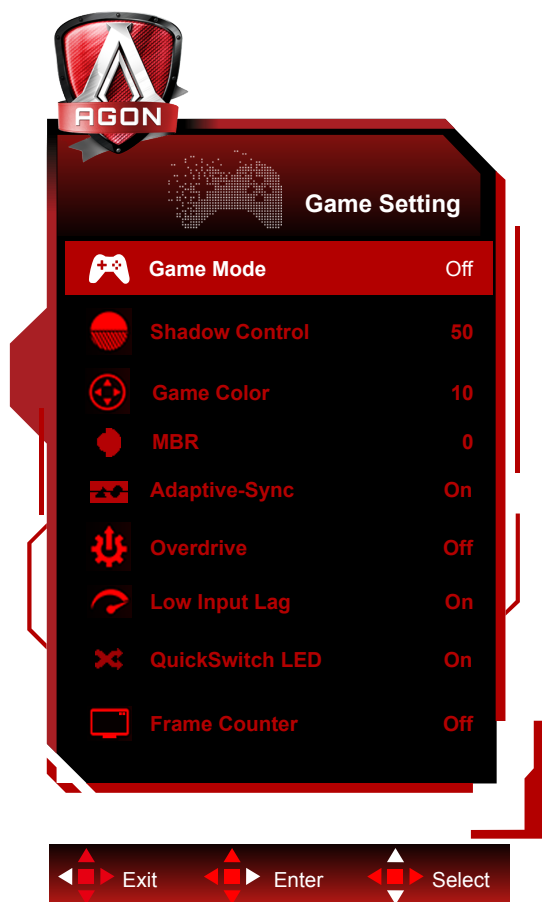 AGON
Game Setting
Game Mode Off
Shadow Control 50
Game Color 10
MBR 0
Adaptive-Sync On
Overdrive Off
Low Input Lag On
QuickSwitch LED On
Frame Counter Off
Exit Enter Select